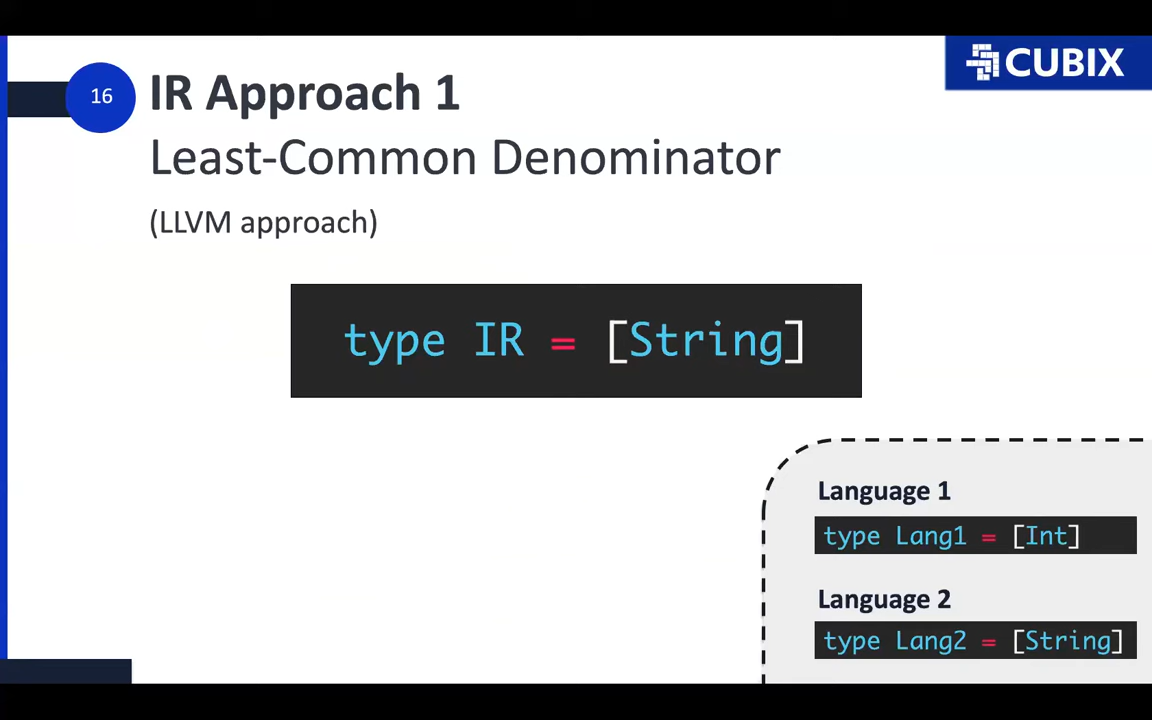 CUBIX
16
IR Approach 1
Least-Common Denominator
(LLVM approach)
type IR = [String]
Language 1
type Lang1 = [Int]
Language 2
type Lang2 = [String]